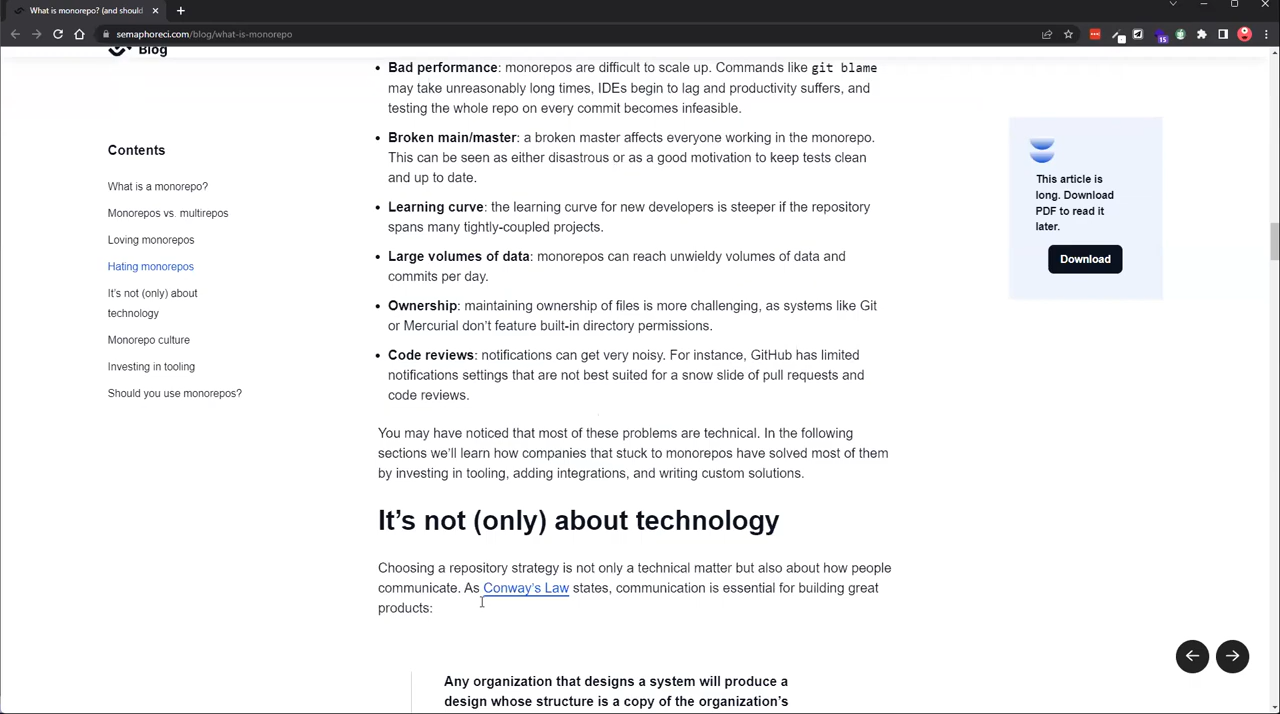 What is monorepo? (and should
semaphoreci.com/blog/what-is-monorepo
15
Blog
Contents
What is a monorepo?
Monorepos vs. multirepos
Loving monorepos
Hating monorepos
It's not (only) about
technology
Monorepo culture
Investing in tooling
Should you use monorepos?
• Bad performance: monorepos are difficult to scale up. Commands like git blame
may take unreasonably long times, IDEs begin to lag and productivity suffers, and
testing the whole repo on every commit becomes infeasible.
• Broken main/master: a broken master affects everyone working in the monorepo.
This can be seen as either disastrous or as a good motivation to keep tests clean
and up to date.
• Learning curve: the learning curve for new developers is steeper if the repository
spans many tightly-coupled projects.
• Large volumes of data: monorepos can reach unwieldy volumes of data and
commits per day.
• Ownership: maintaining ownership of files is more challenging, as systems like Git
or Mercurial don't feature built-in directory permissions.
• Code reviews: notifications can get very noisy. For instance, GitHub has limited
notifications settings that are not best suited for a snow slide of pull requests and
code reviews.
You may have noticed that most of these problems are technical. In the following
sections we'll learn how companies that stuck to monorepos have solved most of them
by investing in tooling, adding integrations, and writing custom solutions.
It's not (only) about technology
Choosing a repository strategy is not only a technical matter but also about how people
communicate. As Conway's Law states, communication is essential for building great
products:
Any organization that designs a system will produce a
design whose structure is a copy of the organization's
This article is
long. Download
PDF to read it
later.
Download